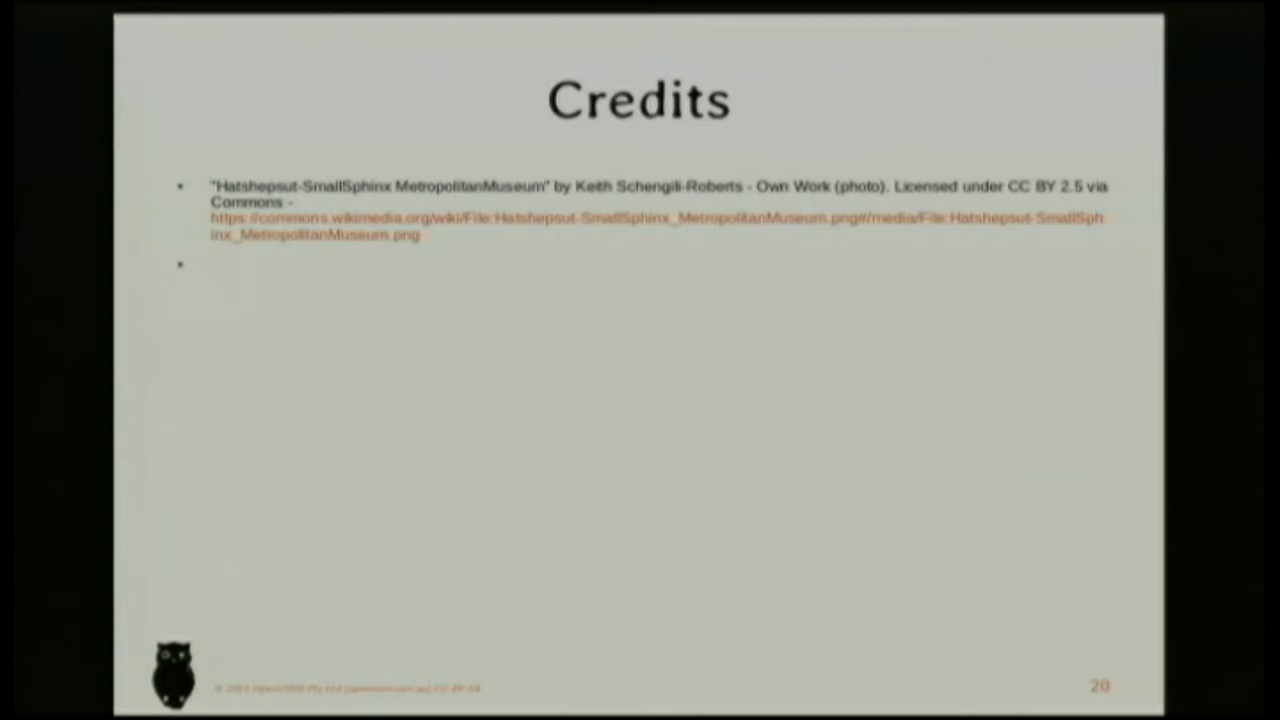 Credits
"Hatshepsut-SmallSphinx MetropolitanMuseum" by Keith Schengili-Roberts - Own Work (photo). Licensed under CC BY 2.5 via
Commons -
https://commons.wikimedia.org/wiki/File:Hatshepsut-SmallSphinx_MetropolitanMuseum.png#/media/File:Hatshepsut-SmallSph
inx_MetropolitanMuseum.png
20